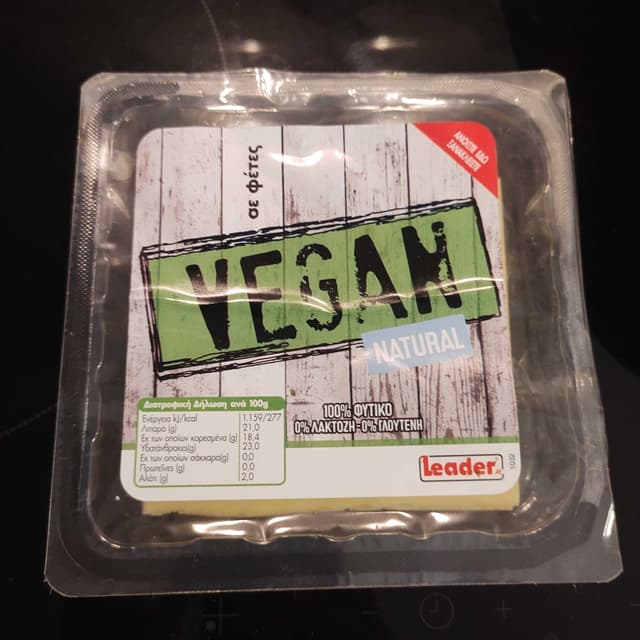 ΑΝΟΙΞΤΕ ΕΔΩ
ΞΑΝΑΚΛΕΙΣΤΕ
σε φέτες
VEGAN
NATURAL
100% ΦΥΤΙΚΟ
0% ΛΑΚΤΟΖΗ-0% ΓΛΟΥΤΕΝΗ
Διατροφική Δήλωση ανά 100g
Ενέργεια kJ/kcal 1.159/277
Λιπαρά (g) 21,0
Εκ των οποίων κορεσμένα (g) 18,4
Υδατάνθρακες(g) 23,0
Εκ των οποίων σάκχαρα(g) 0,0
Πρωτεΐνες (g) 0,0
Αλάτι (g) 2,0
Leader
1032